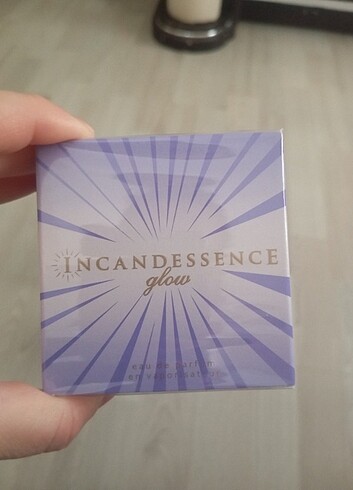 INCANDESSENCE
glow
eau de parfum
en vaporisateur